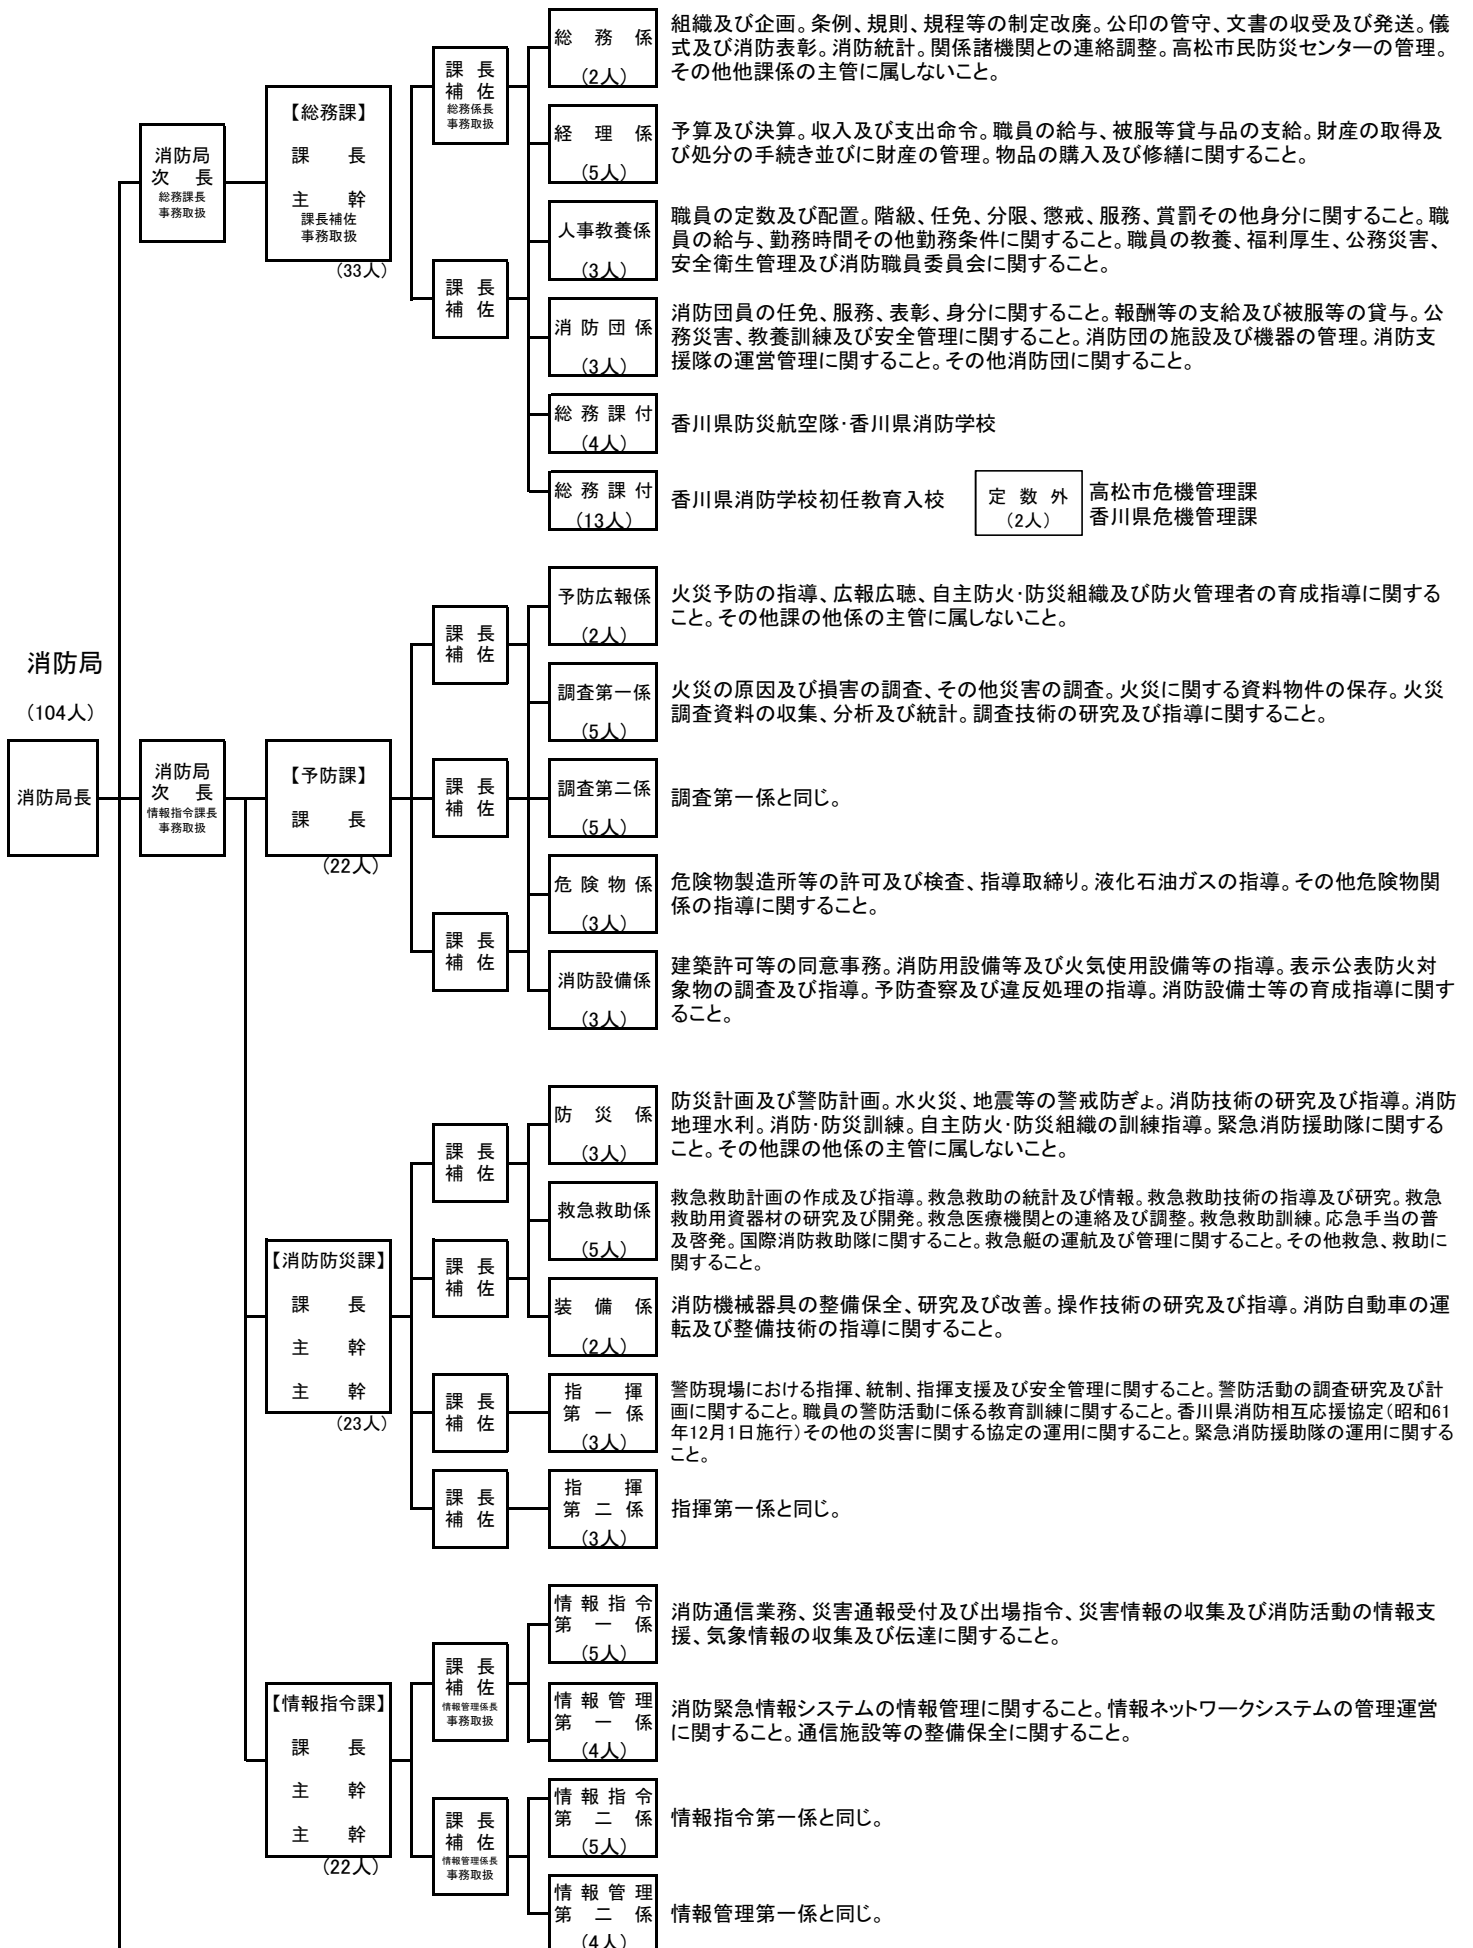 消防局
(104人)
消防局長
消防局
次 長
総務課長
事務取扱
【総務課】
課 長
主 幹
課長補佐
事務取扱
(33人)
課 長
補 佐
総務係長
事務取扱
課 長
補 佐
総 務 係
(2人)
組織及び企画。条例、規則、規程等の制定改廃。公印の管守、文書の収受及び発送。儀
式及び消防表彰。消防統計。関係諸機関との連絡調整。高松市民防災センターの管理。
その他他課係の主管に属しないこと。
経 理 係
(5人)
予算及び決算。収入及び支出命令。職員の給与、被服等貸与品の支給。財産の取得及
び処分の手続き並びに財産の管理。物品の購入及び修繕に関すること。
人事教養係
(3人)
職員の定数及び配置。階級、任免、分限、懲戒、服務、賞罰その他身分に関すること。職
員の給与、勤務時間その他勤務条件に関すること。職員の教養、福利厚生、公務災害、
安全衛生管理及び消防職員委員会に関すること。
消 防 団 係
(3人)
消防団員の任免、服務、表彰、身分に関すること。報酬等の支給及び被服等の貸与。公
務災害、教養訓練及び安全管理に関すること。消防団の施設及び機器の管理。消防支
援隊の運営管理に関すること。その他消防団に関すること。
総 務 課 付
(4人)
香川県防災航空隊・香川県消防学校
総 務 課 付
(13人)
香川県消防学校初任教育入校
定 数 外
(2人)
高松市危機管理課
香川県危機管理課
消防局
次 長
情報指令課長
事務取扱
【予防課】
課 長
(22人)
課 長
補 佐
課 長
補 佐
課 長
補 佐
予防広報係
(2人)
火災予防の指導、広報広聴、自主防火・防災組織及び防火管理者の育成指導に関する
こと。その他課の他係の主管に属しないこと。
調査第一係
(5人)
火災の原因及び損害の調査、その他災害の調査。火災に関する資料物件の保存。火災
調査資料の収集、分析及び統計。調査技術の研究及び指導に関すること。
調査第二係
(5人)
調査第一係と同じ。
危 険 物 係
(3人)
危険物製造所等の許可及び検査、指導取締り。液化石油ガスの指導。その他危険物関
係の指導に関すること。
消防設備係
(3人)
建築許可等の同意事務。消防用設備等及び火気使用設備等の指導。表示公表防火対
象物の調査及び指導。予防査察及び違反処理の指導。消防設備士等の育成指導に関す
ること。
【消防防災課】
課 長
主 幹
主 幹
(23人)
課 長
補 佐
課 長
補 佐
課 長
補 佐
課 長
補 佐
防 災 係
(3人)
防災計画及び警防計画。水火災、地震等の警戒防ぎょ。消防技術の研究及び指導。消防
地理水利。消防・防災訓練。自主防火・防災組織の訓練指導。緊急消防援助隊に関する
こと。その他課の他係の主管に属しないこと。
救急救助係
(5人)
救急救助計画の作成及び指導。救急救助の統計及び情報。救急救助技術の指導及び研究。救急
救助用資器材の研究及び開発。救急医療機関との連絡及び調整。救急救助訓練。応急手当の普
及啓発。国際消防救助隊に関すること。救急艇の運航及び管理に関すること。その他救急、救助に
関すること。
装 備 係
(2人)
消防機械器具の整備保全、研究及び改善。操作技術の研究及び指導。消防自動車の運
転及び整備技術の指導に関すること。
指 揮
第 一 係
(3人)
警防現場における指揮、統制、指揮支援及び安全管理に関すること。警防活動の調査研究及び計
画に関すること。職員の警防活動に係る教育訓練に関すること。香川県消防相互応援協定(昭和61
年12月1日施行)その他の災害に関する協定の運用に関すること。緊急消防援助隊の運用に関する
こと。
指 揮
第 二 係
(3人)
指揮第一係と同じ。
【情報指令課】
課 長
主 幹
主 幹
(22人)
課 長
補 佐
情報管理係長
事務取扱
課 長
補 佐
情報管理係長
事務取扱
情 報 指 令
第 一 係
(5人)
消防通信業務、災害通報受付及び出場指令、災害情報の収集及び消防活動の情報支
援、気象情報の収集及び伝達に関すること。
情 報 管 理
第 一 係
(4人)
消防緊急情報システムの情報管理に関すること。情報ネットワークシステムの管理運営
に関すること。通信施設等の整備保全に関すること。
情 報 指 令
第 二 係
(5人)
情報指令第一係と同じ。
情 報 管 理
第 二 係
(4人)
情報管理第一係と同じ。